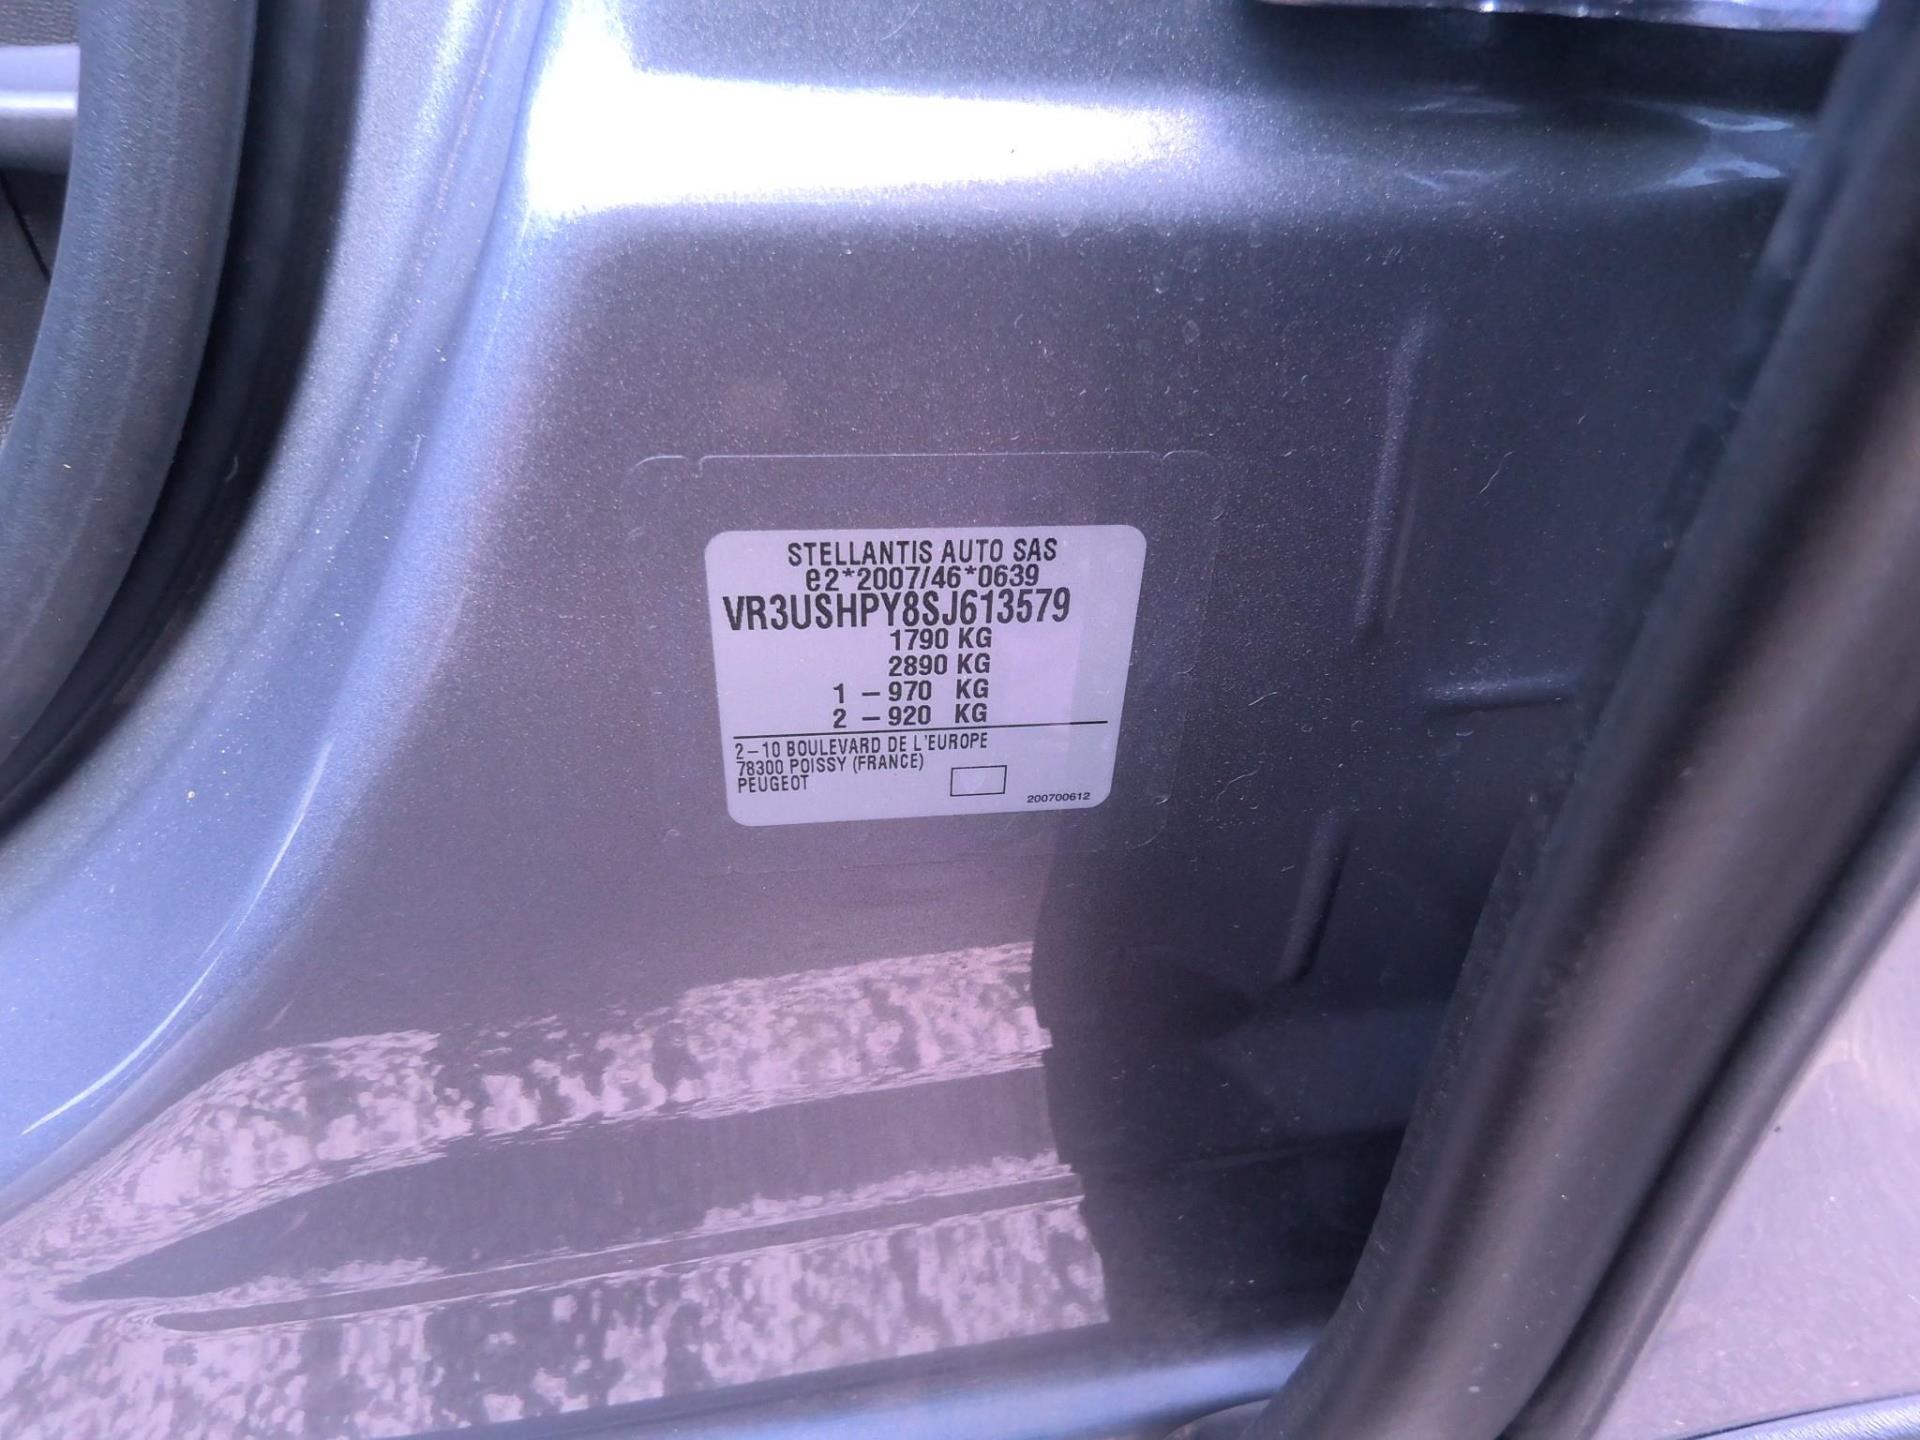 STELLANTIS AUTO SAS
e2*2007/46*0639
VR3USHPY8SJ613579
1790 KG
2890 KG
1 – 970 KG
2 – 920 KG
2–10 BOULEVARD DE L'EUROPE
78300 POISSY (FRANCE)
PEUGEOT
200700612